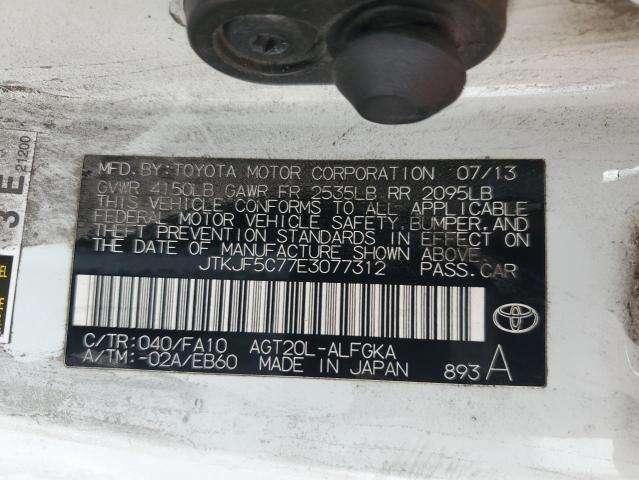 MFD.BY:TOYOTA MOTOR CORPORATION 07/13
GVWR 4150LB GAWR FR 2535LB RR 2095LB
THIS VEHICLE CONFORMS TO ALL APPLICABLE
FEDERAL MOTOR VEHICLE SAFETY,BUMPER,AND
THEFT PREVENTION STANDARDS IN EFFECT ON
THE DATE OF MANUFACTURE SHOWN ABOVE.
JTKJF5C77E3077312 PASS.CAR
C/TR:040/FA10 AGT20L-ALFGKA
A/TM:-02A/EB60 MADE IN JAPAN 893 A
3E
21200